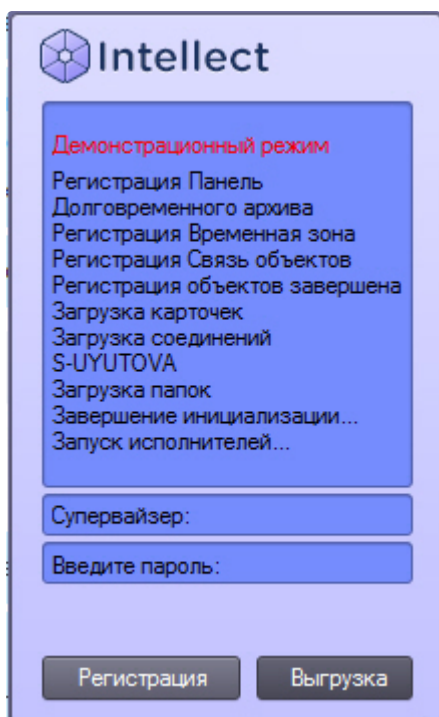 Intellect
Демонстрационный режим
Регистрация Панель
Долговременного архива
Регистрация Временная зона
Регистрация Связь объектов
Регистрация объектов завершена
Загрузка карточек
Загрузка соединений
S-UYUTOVA
Загрузка папок
Завершение инициализации...
Запуск исполнителей...
Супервайзер:
Введите пароль:
Регистрация
Выгрузка